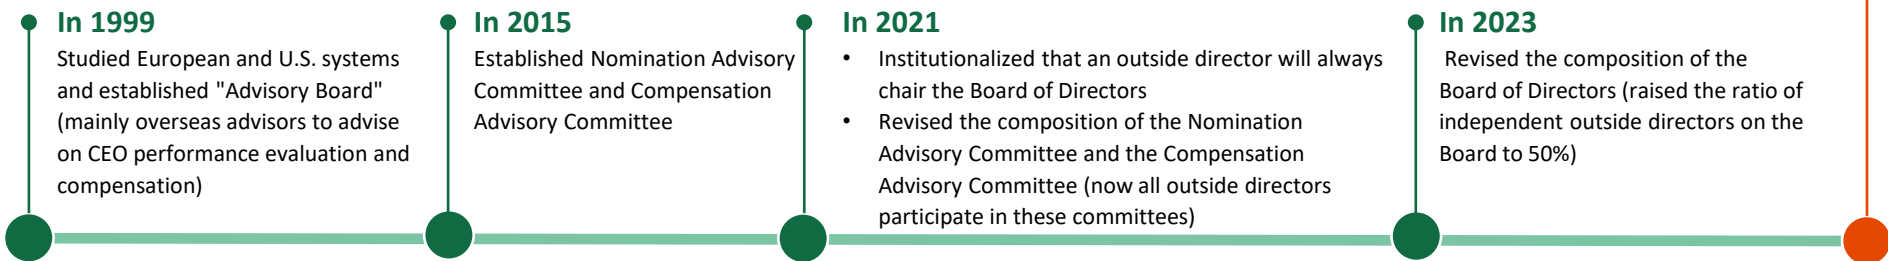 In 1999
Studied European and U.S. systems
and established "Advisory Board"
(mainly overseas advisors to advise
on CEO performance evaluation and
compensation)
In 2015
Established Nomination Advisory
Committee and Compensation
Advisory Committee
In 2021
• Institutionalized that an outside director will always
chair the Board of Directors
• Revised the composition of the Nomination
Advisory Committee and the Compensation
Advisory Committee (now all outside directors
participate in these committees)
In 2023
Revised the composition of the
Board of Directors (raised the ratio of
independent outside directors on the
Board to 50%)